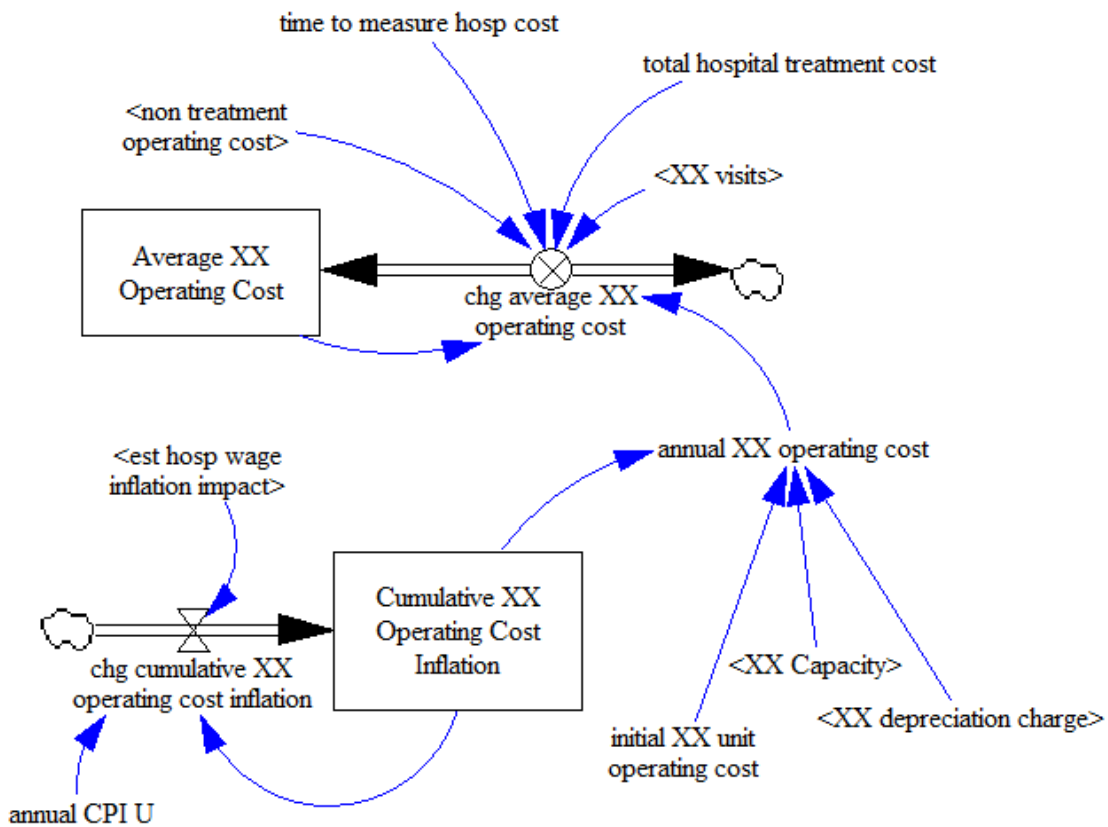 time to measure hosp cost
total hospital treatment cost
<non treatment
operating cost>
<XX visits>
Average XX
Operating Cost
chg average XX
operating cost
annual XX operating cost
<est hosp wage
inflation impact>
Cumulative XX
Operating Cost
Inflation
chg cumulative XX
operating cost inflation
<XX Capacity>
<XX depreciation charge>
initial XX unit
operating cost
annual CPI U